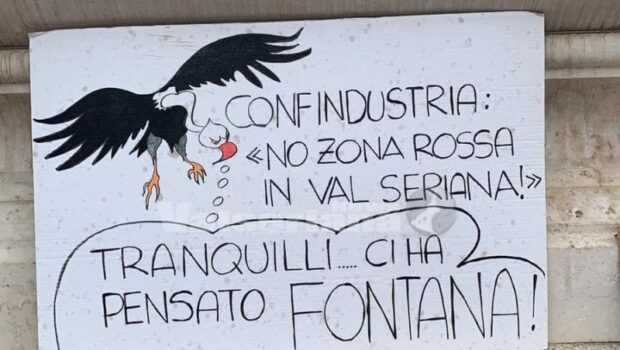 CONFINDUSTRIA:
«NO ZONA ROSSA
IN VAL SERIANA!»
TRANQUILLI..... CI HA
PENSATO FONTANA!